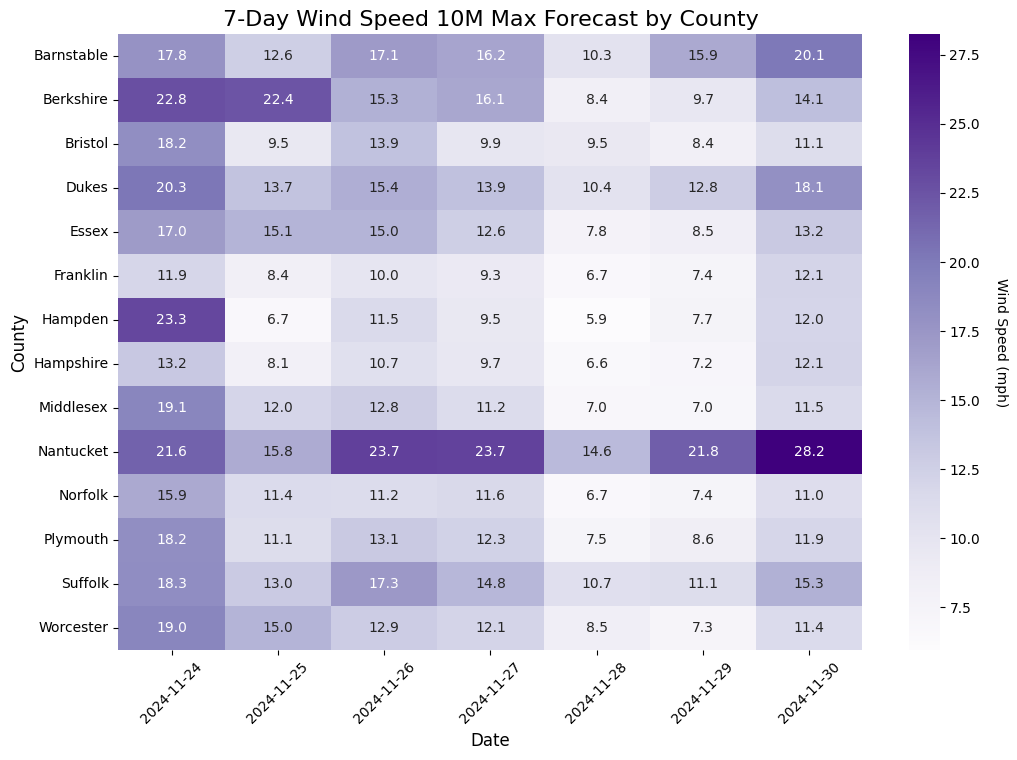 7-Day Wind Speed 10M Max Forecast by County
Barnstable 17.8 12.6 17.1 16.2 10.3 15.9 20.1
Berkshire 22.8 22.4 15.3 16.1 8.4 9.7 14.1
Bristol 18.2 9.5 13.9 9.9 9.5 8.4 11.1
Dukes 20.3 13.7 15.4 13.9 10.4 12.8 18.1
Essex 17.0 15.1 15.0 12.6 7.8 8.5 13.2
Franklin 11.9 8.4 10.0 9.3 6.7 7.4 12.1
Hampden 23.3 6.7 11.5 9.5 5.9 7.7 12.0
Hampshire 13.2 8.1 10.7 9.7 6.6 7.2 12.1
Middlesex 19.1 12.0 12.8 11.2 7.0 7.0 11.5
Nantucket 21.6 15.8 23.7 23.7 14.6 21.8 28.2
Norfolk 15.9 11.4 11.2 11.6 6.7 7.4 11.0
Plymouth 18.2 11.1 13.1 12.3 7.5 8.6 11.9
Suffolk 18.3 13.0 17.3 14.8 10.7 11.1 15.3
Worcester 19.0 15.0 12.9 12.1 8.5 7.3 11.4
County
2024-11-24 2024-11-25 2024-11-26 2024-11-27 2024-11-28 2024-11-29 2024-11-30
Date
27.5
25.0
22.5
20.0
17.5
15.0
12.5
10.0
7.5
Wind Speed (mph)